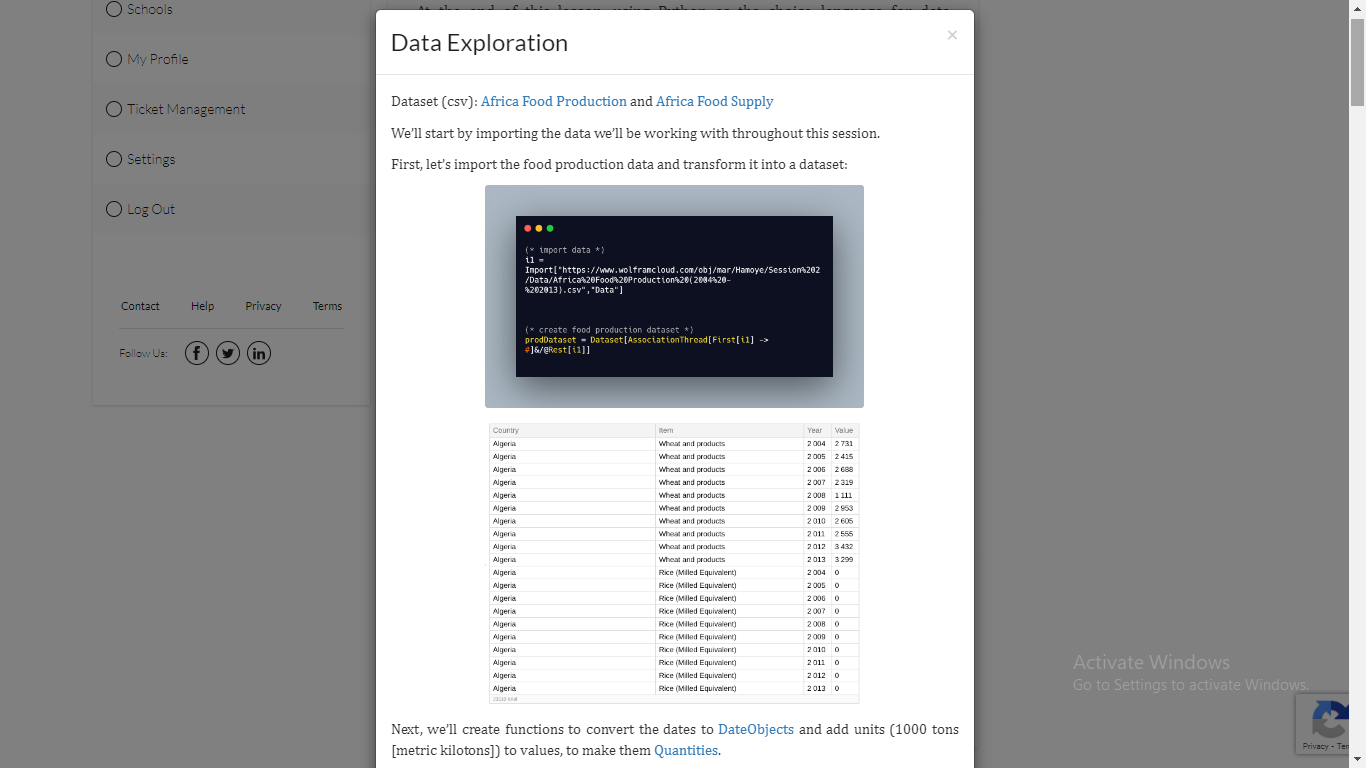 At the end of this lesson, using Python as the choice language for data
Schools
My Profile
Ticket Management
Settings
Log Out
Contact Help Privacy Terms
Follow Us:
Data Exploration
×
Dataset (csv): Africa Food Production and Africa Food Supply
We’ll start by importing the data we’ll be working with throughout this session.
First, let’s import the food production data and transform it into a dataset:
(* import data *)
i1 =
Import["https://www.wolframcloud.com/obj/mar/Hamoye/Session%202
/Data/Africa%20Food%20Production%20(2004%20-
%202013).csv","Data"]
(* create food production dataset *)
prodDataset = Dataset[AssociationThread[First[i1] ->
#]&/@Rest[i1]]
Country Item Year Value
Algeria Wheat and products 2 004 2 731
Algeria Wheat and products 2 005 2 415
Algeria Wheat and products 2 006 2 688
Algeria Wheat and products 2 007 2 319
Algeria Wheat and products 2 008 1 111
Algeria Wheat and products 2 009 2 953
Algeria Wheat and products 2 010 2 605
Algeria Wheat and products 2 011 2 555
Algeria Wheat and products 2 012 3 432
Algeria Wheat and products 2 013 3 299
Algeria Rice (Milled Equivalent) 2 004 0
Algeria Rice (Milled Equivalent) 2 005 0
Algeria Rice (Milled Equivalent) 2 006 0
Algeria Rice (Milled Equivalent) 2 007 0
Algeria Rice (Milled Equivalent) 2 008 0
Algeria Rice (Milled Equivalent) 2 009 0
Algeria Rice (Milled Equivalent) 2 010 0
Algeria Rice (Milled Equivalent) 2 011 0
Algeria Rice (Milled Equivalent) 2 012 0
Algeria Rice (Milled Equivalent) 2 013 0
Next, we’ll create functions to convert the dates to DateObjects and add units (1000 tons
[metric kilotons]) to values, to make them Quantities.
Activate Windows
Go to Settings to activate Windows.
Privacy - Ter